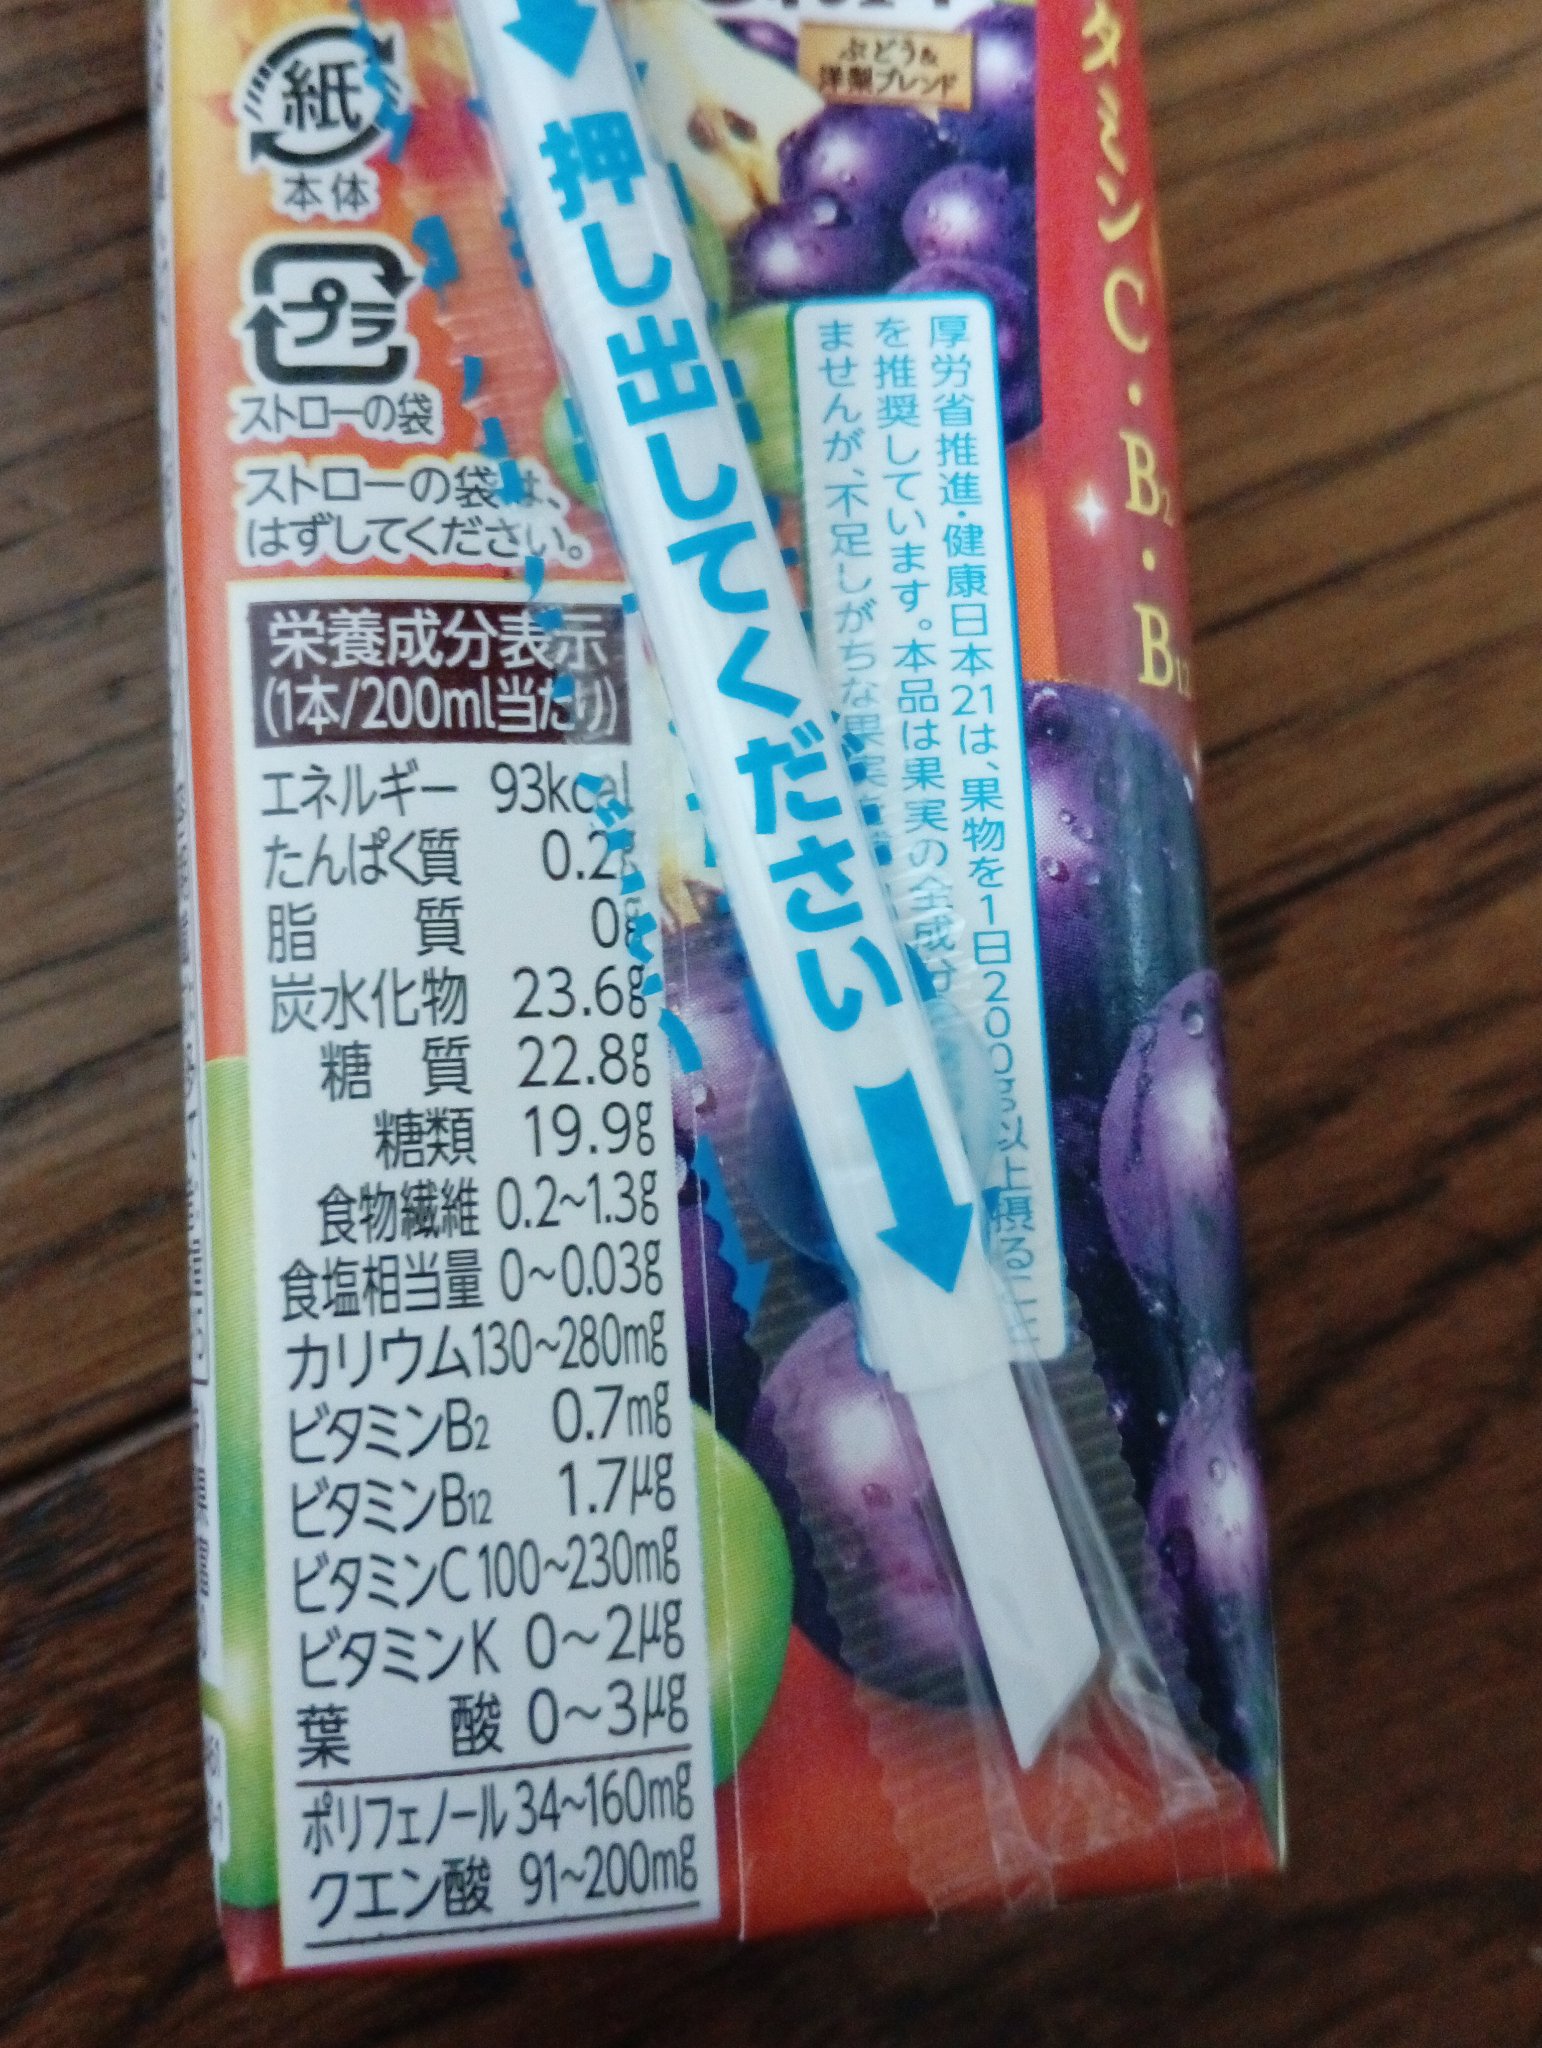 紙
本体
プラ
ストローの袋
ストローの袋は、
はずしてください。
栄養成分表示
(1本/200ml当たり)
エネルギー 93kcal
たんぱく質 0.2g
脂質 0g
炭水化物 23.6g
糖質 22.8g
糖類 19.9g
食物繊維 0.2~1.3g
食塩相当量 0~0.03g
カリウム 130~280mg
ビタミンB2 0.7mg
ビタミンB12 1.7μg
ビタミンC 100~230mg
ビタミンK 0~2μg
葉酸 0~3μg
ポリフェノール 34~160mg
クエン酸 91~200mg
押し出してください
ぶどう&
洋梨ブレンド
厚労省推進・健康日本21は、果物を1日200g以上摂ること
を推奨しています。本品は果実の全成分
ませんが、不足しがちな果実
タミンC・B2・B12